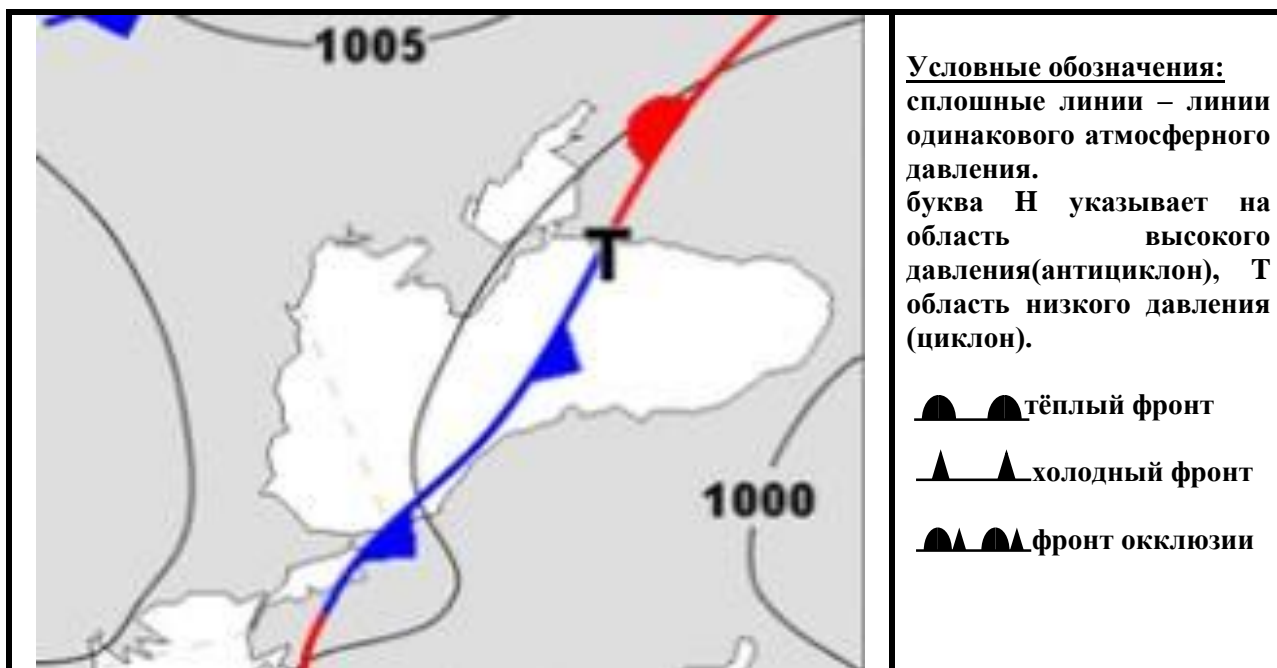 1005
T
1000
Условные обозначения:
сплошные линии – линии
одинакового атмосферного
давления.
буква Н указывает на
область высокого
давления(антициклон), Т
область низкого давления
(циклон).
тёплый фронт
холодный фронт
фронт окклюзии